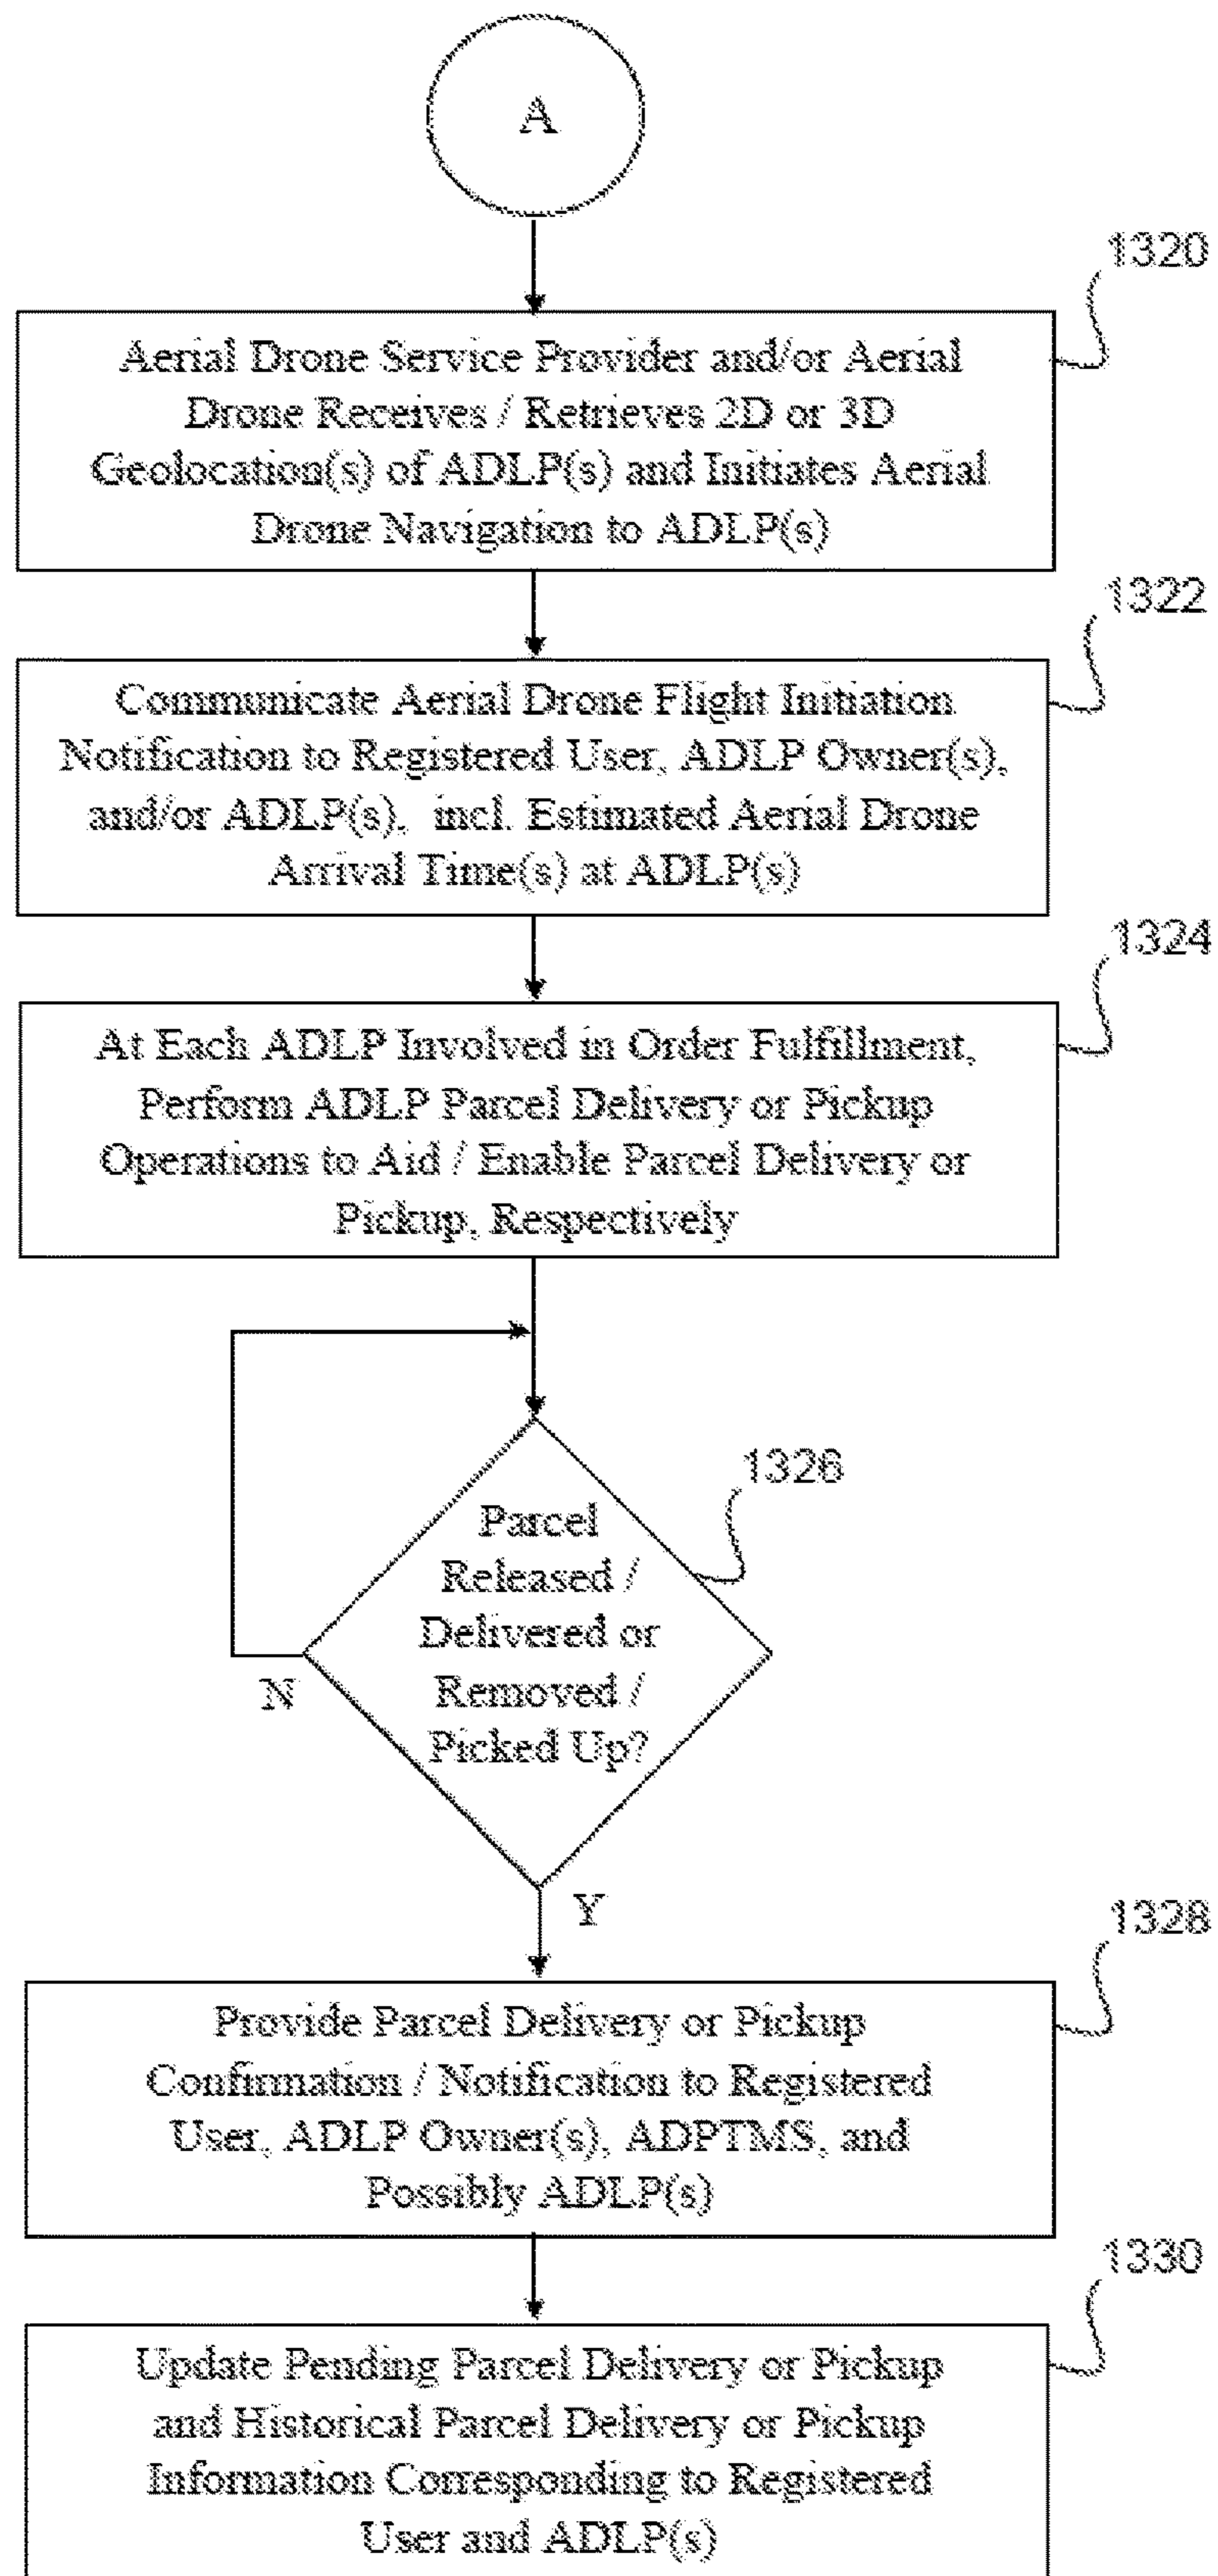 A
1320
Aerial Drone Service Provider and/or Aerial
Drone Receives / Retrieves 2D or 3D
Geolocation(s) of ADLP(s) and Initiates Aerial
Drone Navigation to ADLP(s)
1322
Communicate Aerial Drone Flight Initiation
Notification to Registered User, ADLP Owner(s),
and/or ADLP(s), incl. Estimated Aerial Drone
Arrival Time(s) at ADLP(s)
1324
At Each ADLP Involved in Order Fulfillment,
Perform ADLP Parcel Delivery or Pickup
Operations to Aid / Enable Parcel Delivery or
Pickup, Respectively
1326
Parcel
Released /
Delivered or
Removed /
Picked Up?
N
Y
1328
Provide Parcel Delivery or Pickup
Confirmation / Notification to Registered
User, ADLP Owner(s), ADPTMS, and
Possibly ADLP(s)
1330
Update Pending Parcel Delivery or Pickup
and Historical Parcel Delivery or Pickup
Information Corresponding to Registered
User and ADLP(s)